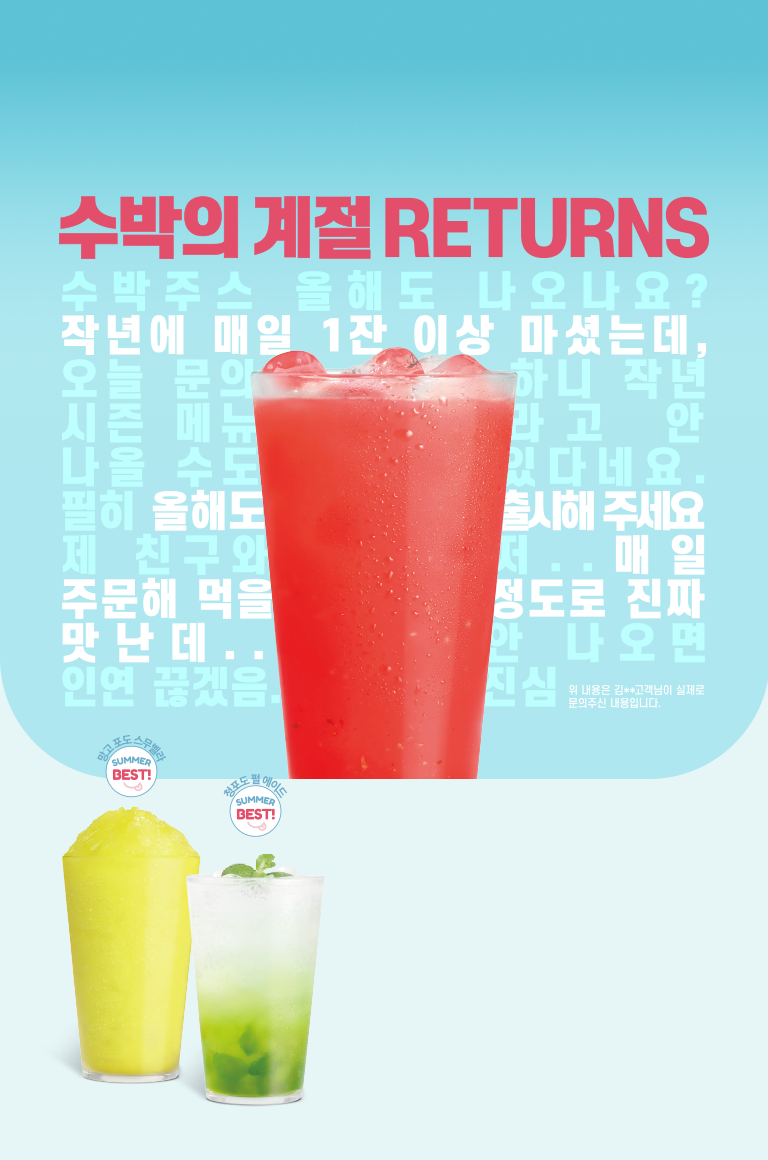 수박의 계절 RETURNS
수박주스 올해도 나오나요?
작년에 매일 1잔 이상 마셨는데,
오늘 문의 하니 작년
시즌 메뉴 라고 안
나올 수도 있다네요.
필히 올해도 출시해 주세요
제 친구와 저.. 매일
주문해 먹을 정도로 진짜
맛난데.. 안 나오면
인연 끊겠음. 진심
위 내용은 김**고객님이 실제로
문의주신 내용입니다.
망고 포도 스무벨라
SUMMER
BEST!
청포도 펄 에이드
SUMMER
BEST!